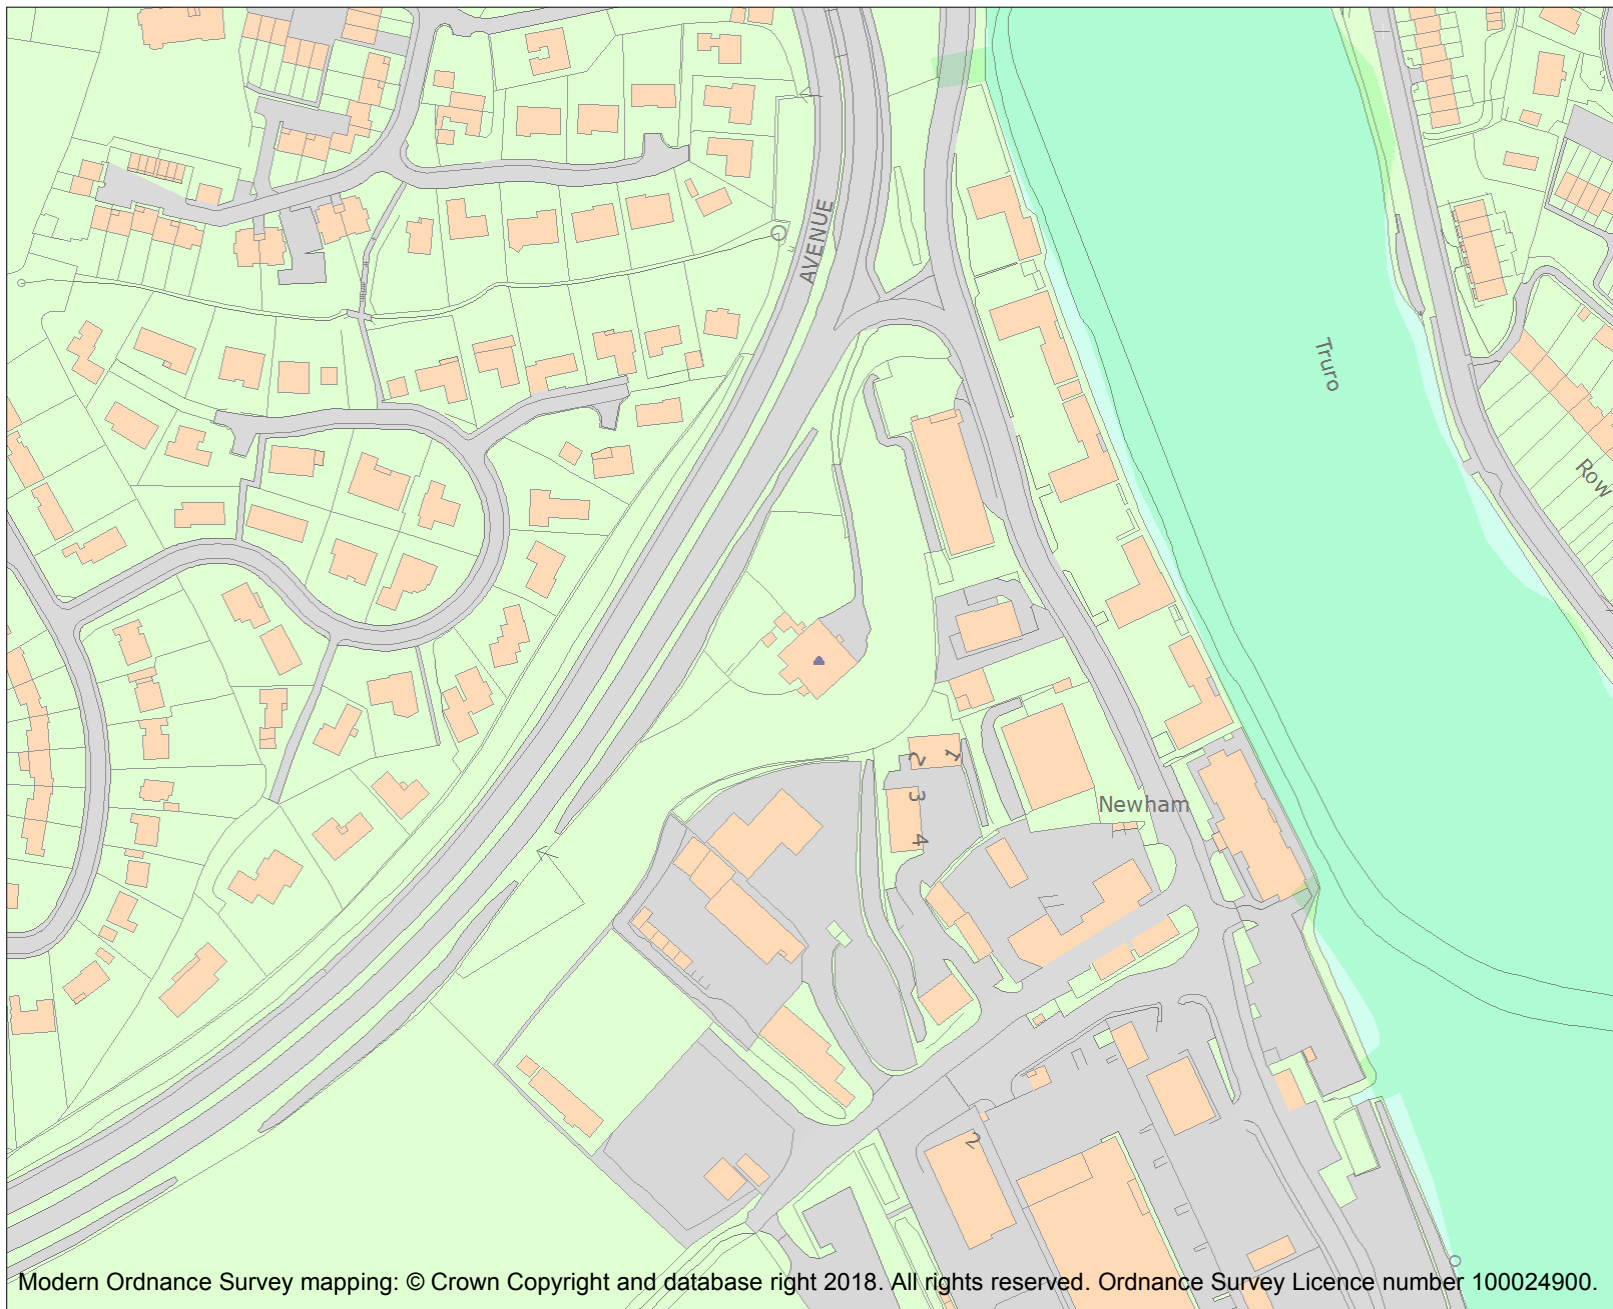 AVENUE
Truro
Row
1
2
3
4
Newham
2
Modern Ordnance Survey mapping: © Crown Copyright and database right 2018. All rights reserved. Ordnance Survey Licence number 100024900.